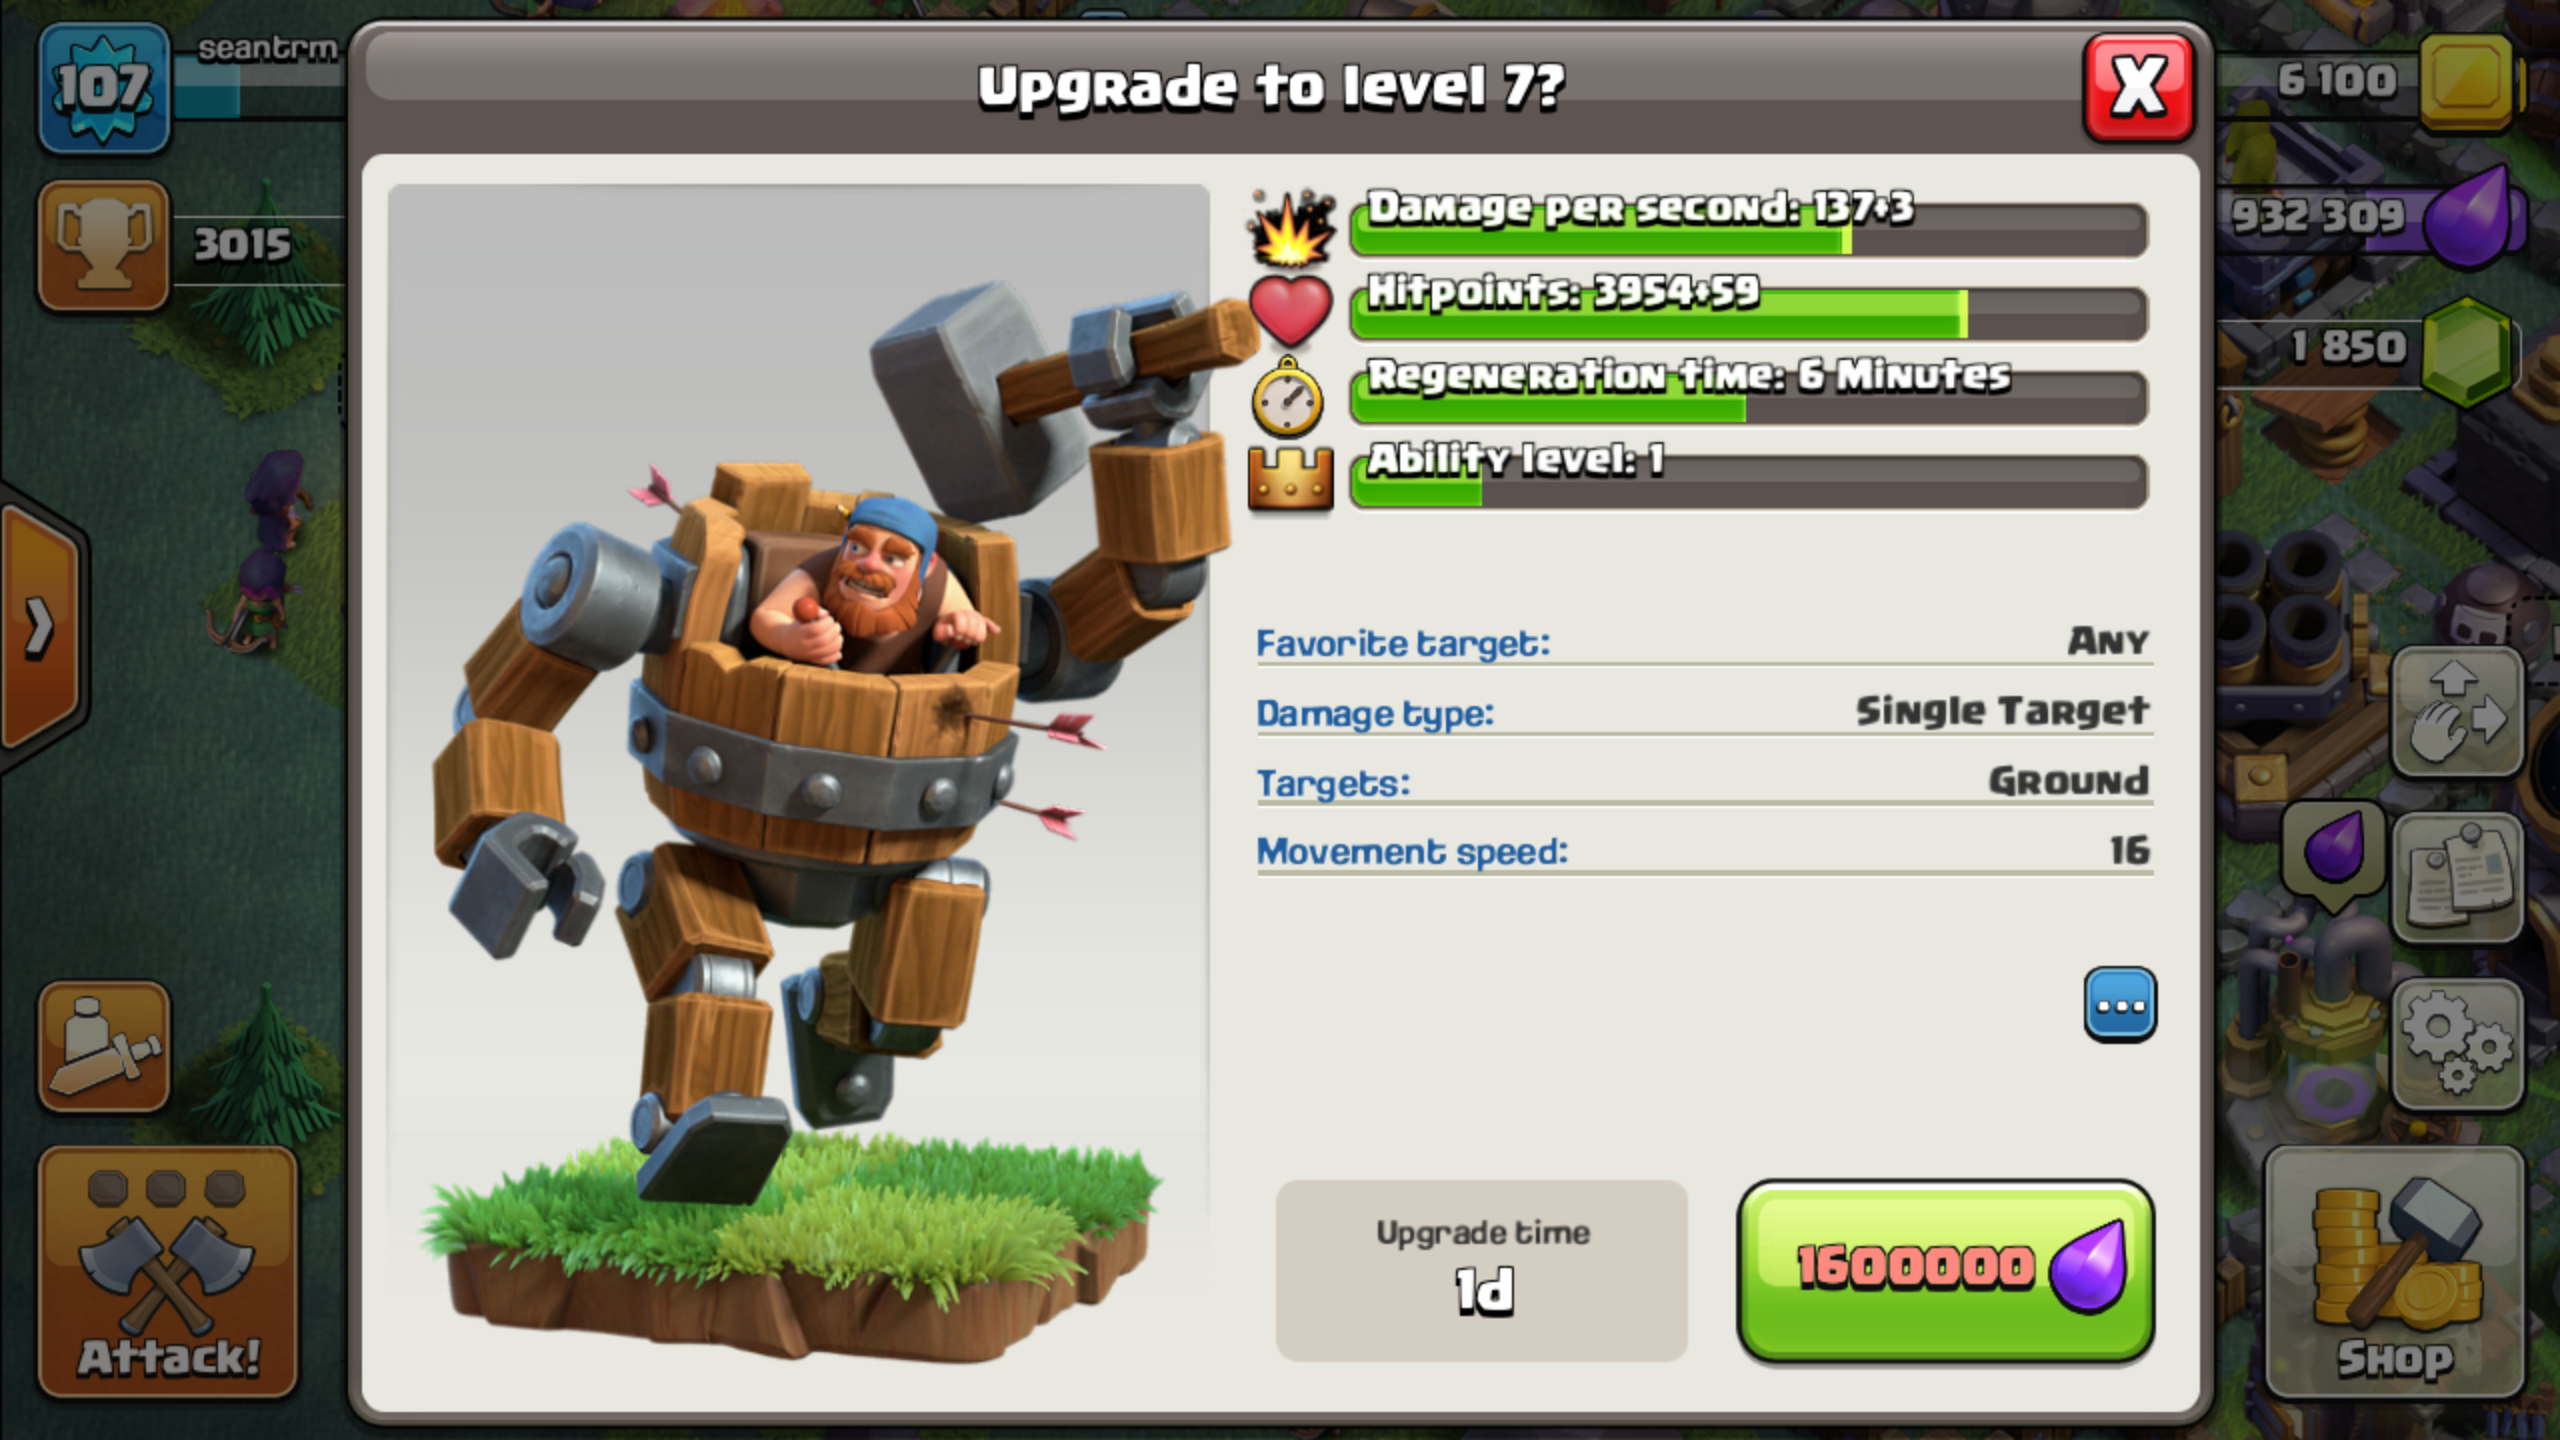 107
seantrm
3015
Upgrade to level 7?
X
6 100
932 309
1 850
Damage per second: 137+3
Hitpoints: 3954+59
Regeneration time: 6 Minutes
Ability level: 1
Favorite target: Any
Damage type: Single Target
Targets: Ground
Movement speed: 16
Upgrade time
1d
1600000
Attack!
Shop